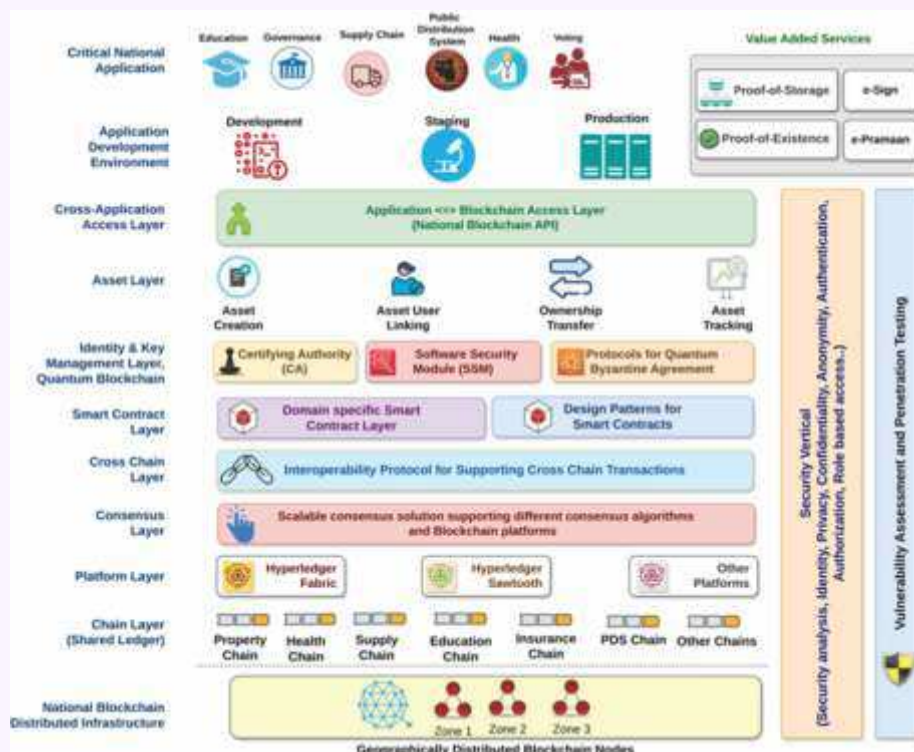 Critical National
Application
Education
Governance
Supply Chain
Public
Distribution
System
Health
Voting
Value Added Services
Proof-of-Storage
e-Sign
Proof-of-Existence
e-Pramaan
Application
Development
Environment
Development
Staging
Production
Cross-Application
Access Layer
Application <=> Blockchain Access Layer
(National Blockchain API)
Asset Layer
Asset
Creation
Asset User
Linking
Ownership
Transfer
Asset
Tracking
Identity & Key
Management Layer,
Quantum Blockchain
Certifying Authority
(CA)
Software Security
Module (SSM)
Protocols for Quantum
Byzantine Agreement
Smart Contract
Layer
Domain specific Smart
Contract Layer
Design Patterns for
Smart Contracts
Cross Chain
Layer
Interoperability Protocol for Supporting Cross Chain Transactions
Consensus
Layer
Scalable consensus solution supporting different consensus algorithms
and Blockchain platforms
Platform Layer
Hyperledger
Fabric
Hyperledger
Sawtooth
Other
Platforms
Chain Layer
(Shared Ledger)
Property
Chain
Health
Chain
Supply
Chain
Education
Chain
Insurance
Chain
PDS Chain
Other Chains
National Blockchain
Distributed Infrastructure
Zone 1
Zone 2
Zone 3
Geographically Distributed Blockchain Nodes
Security Vertical
(Security analysis, Identity, Privacy, Confidentiality, Anonymity, Authentication,
Authorization, Role based access..)
Vulnerability Assessment and Penetration Testing